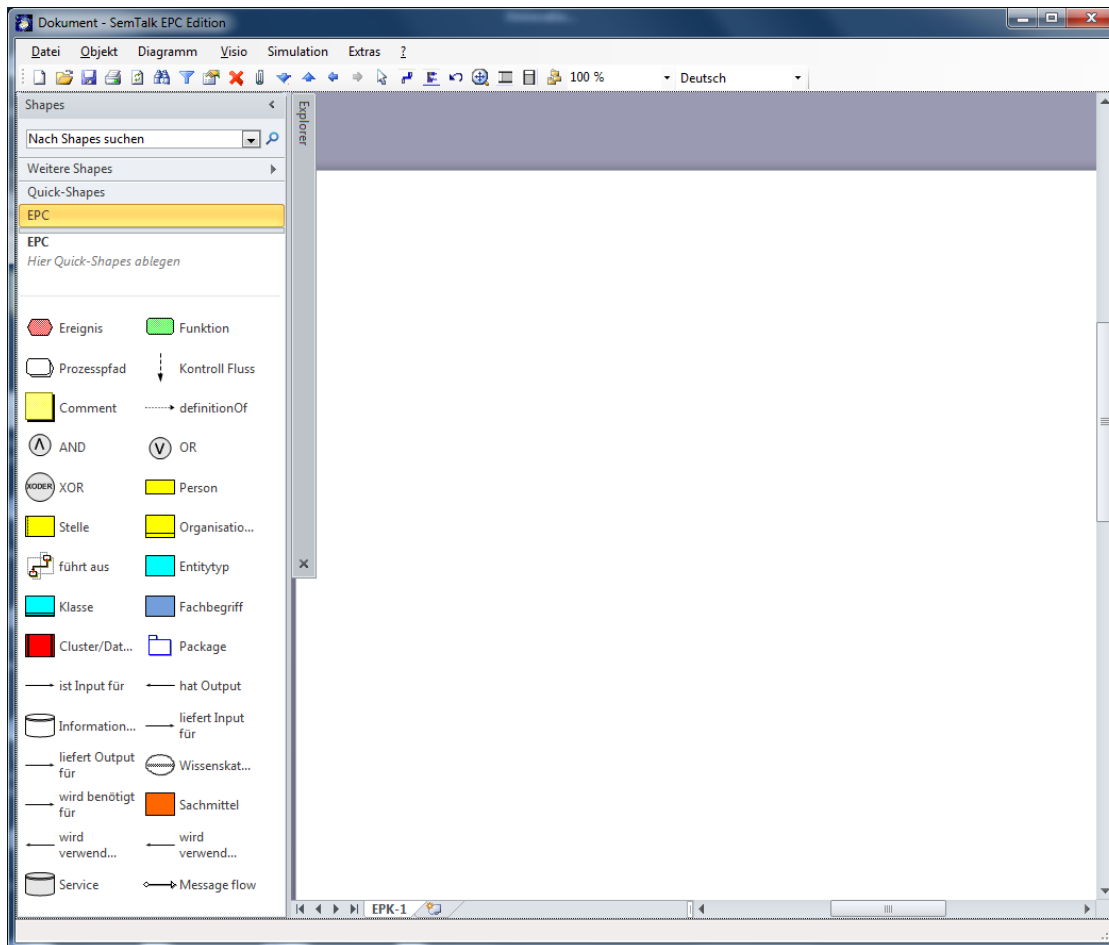 Dokument - SemTalk EPC Edition
Datei Objekt Diagramm Visio Simulation Extras ?
100 % Deutsch
Shapes
Explorer
Nach Shapes suchen
Weitere Shapes
Quick-Shapes
EPC
EPC
Hier Quick-Shapes ablegen
Ereignis Funktion
Prozesspfad Kontroll Fluss
Comment definitionOf
AND V OR
XODER XOR Person
Stelle Organisatio...
führt aus Entitytyp
Klasse Fachbegriff
Cluster/Dat... Package
ist Input für hat Output
Information... liefert Input
für
liefert Output
für Wissenskat...
wird benötigt
für Sachmittel
wird
verwend... wird
verwend...
Service Message flow
EPK-1